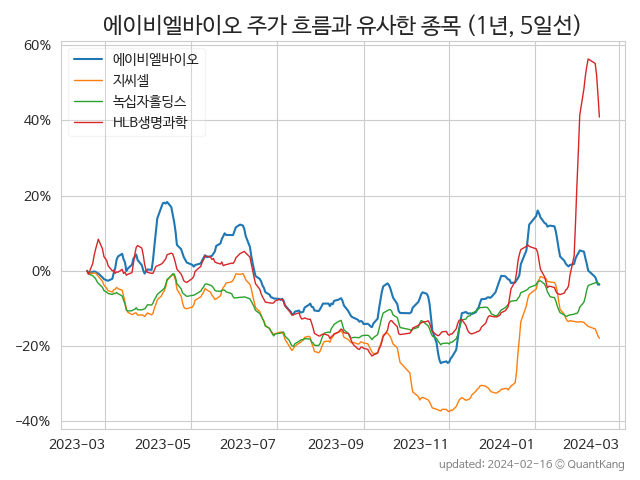 에이비엘바이오 주가 흐름과 유사한 종목 (1년, 5일선)
60%
40%
20%
0%
−20%
−40%
에이비엘바이오
지씨셀
녹십자홀딩스
HLB생명과학
2023-03 2023-05 2023-07 2023-09 2023-11 2024-01 2024-03
updated: 2024-02-16 © QuantKang